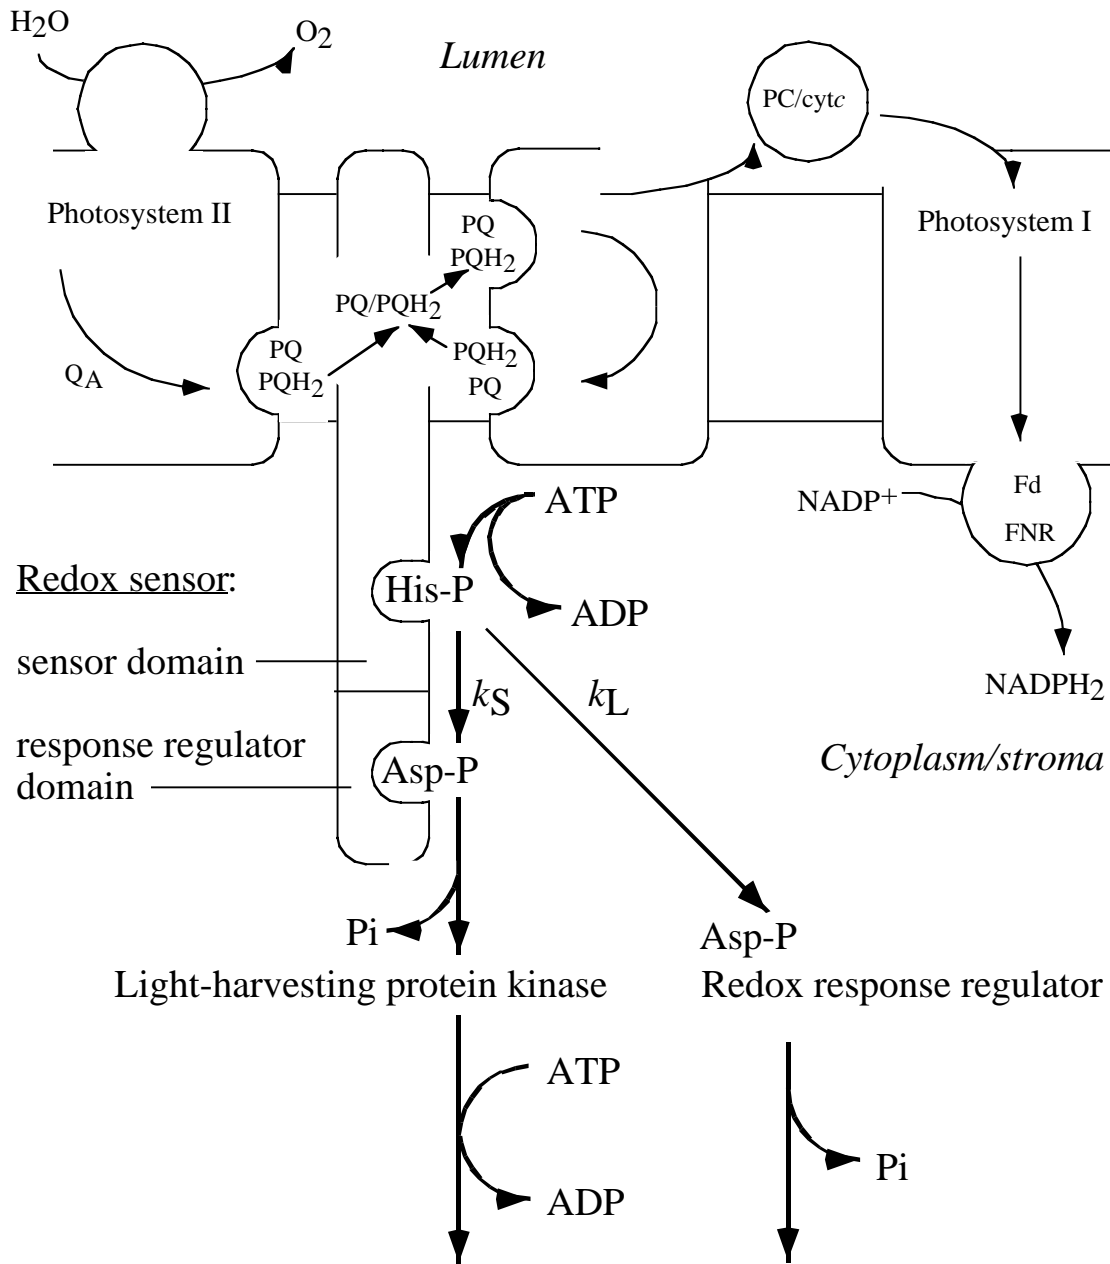 H2O
O2
Lumen
PC/cytc
Photosystem II
Photosystem I
PQ
PQH2
PQ/PQH2
PQ
PQH2
PQH2
PQ
QA
ATP
NADP+
Fd
FNR
Redox sensor:
His-P
ADP
sensor domain
kS
kL
NADPH2
response regulator
domain
Asp-P
Cytoplasm/stroma
Pi
Asp-P
Light-harvesting protein kinase
Redox response regulator
ATP
Pi
ADP